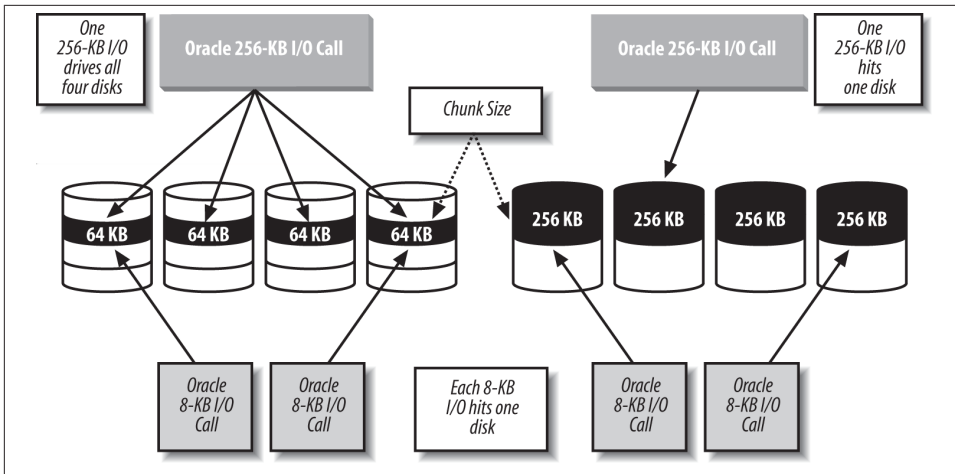 One
256-KB I/O
drives all
four disks
Oracle 256-KB I/O Call
Oracle 256-KB I/O Call
One
256-KB I/O
hits
one disk
Chunk Size
64 KB
64 KB
64 KB
64 KB
256 KB
256 KB
256 KB
256 KB
Oracle
8-KB I/O
Call
Oracle
8-KB I/O
Call
Each 8-KB
I/O hits one
disk
Oracle
8-KB I/O
Call
Oracle
8-KB I/O
Call